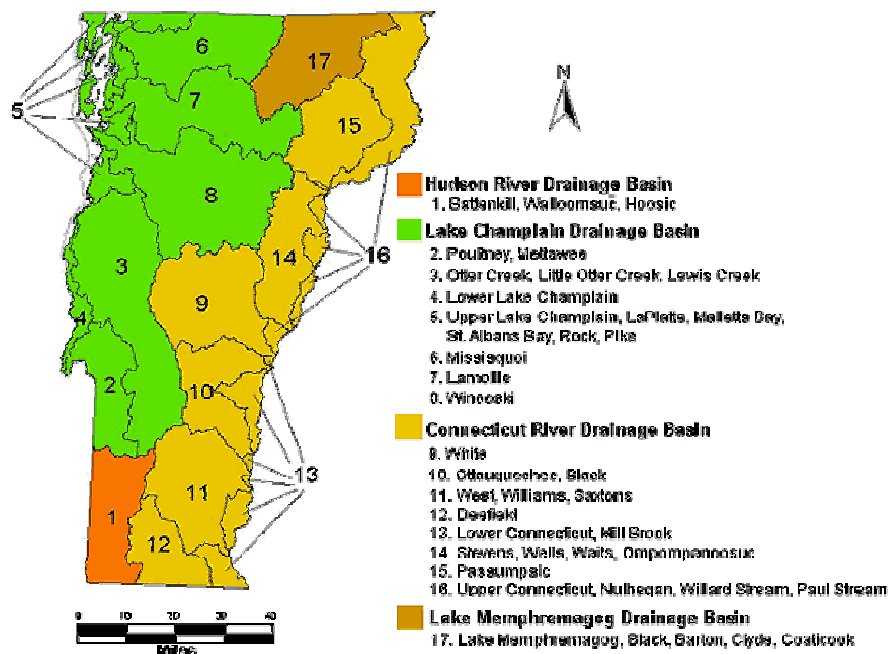 6
17
N
7
5
15
Hudson River Drainage Basin
1. Battenkill, Walloomsuc, Hoosic
8
Lake Champlain Drainage Basin
14
16
2. Poultney, Mettawee
3
9
3. Otter Creek, Little Otter Creek, Lewis Creek
4
4. Lower Lake Champlain
5. Upper Lake Champlain, LaPlatte, Malletts Bay,
St. Albans Bay, Rock, Pike
2
10
6. Missisquoi
7. Lamoille
8. Winooski
Connecticut River Drainage Basin
9. White
13
10. Ottauquechee, Black
11
11. West, Williams, Saxtons
1
12. Deefield
12
13. Lower Connecticut, Mill Brook
14. Stevens, Wells, Waits, Ompompanoosuc
15. Passumpsic
16. Upper Connecticut, Nulhegan, Willard Stream, Paul Stream
Lake Memphremagog Drainage Basin
17. Lake Memphremagog, Black, Barton, Clyde, Coaticook
0 10 20 30 40
Miles